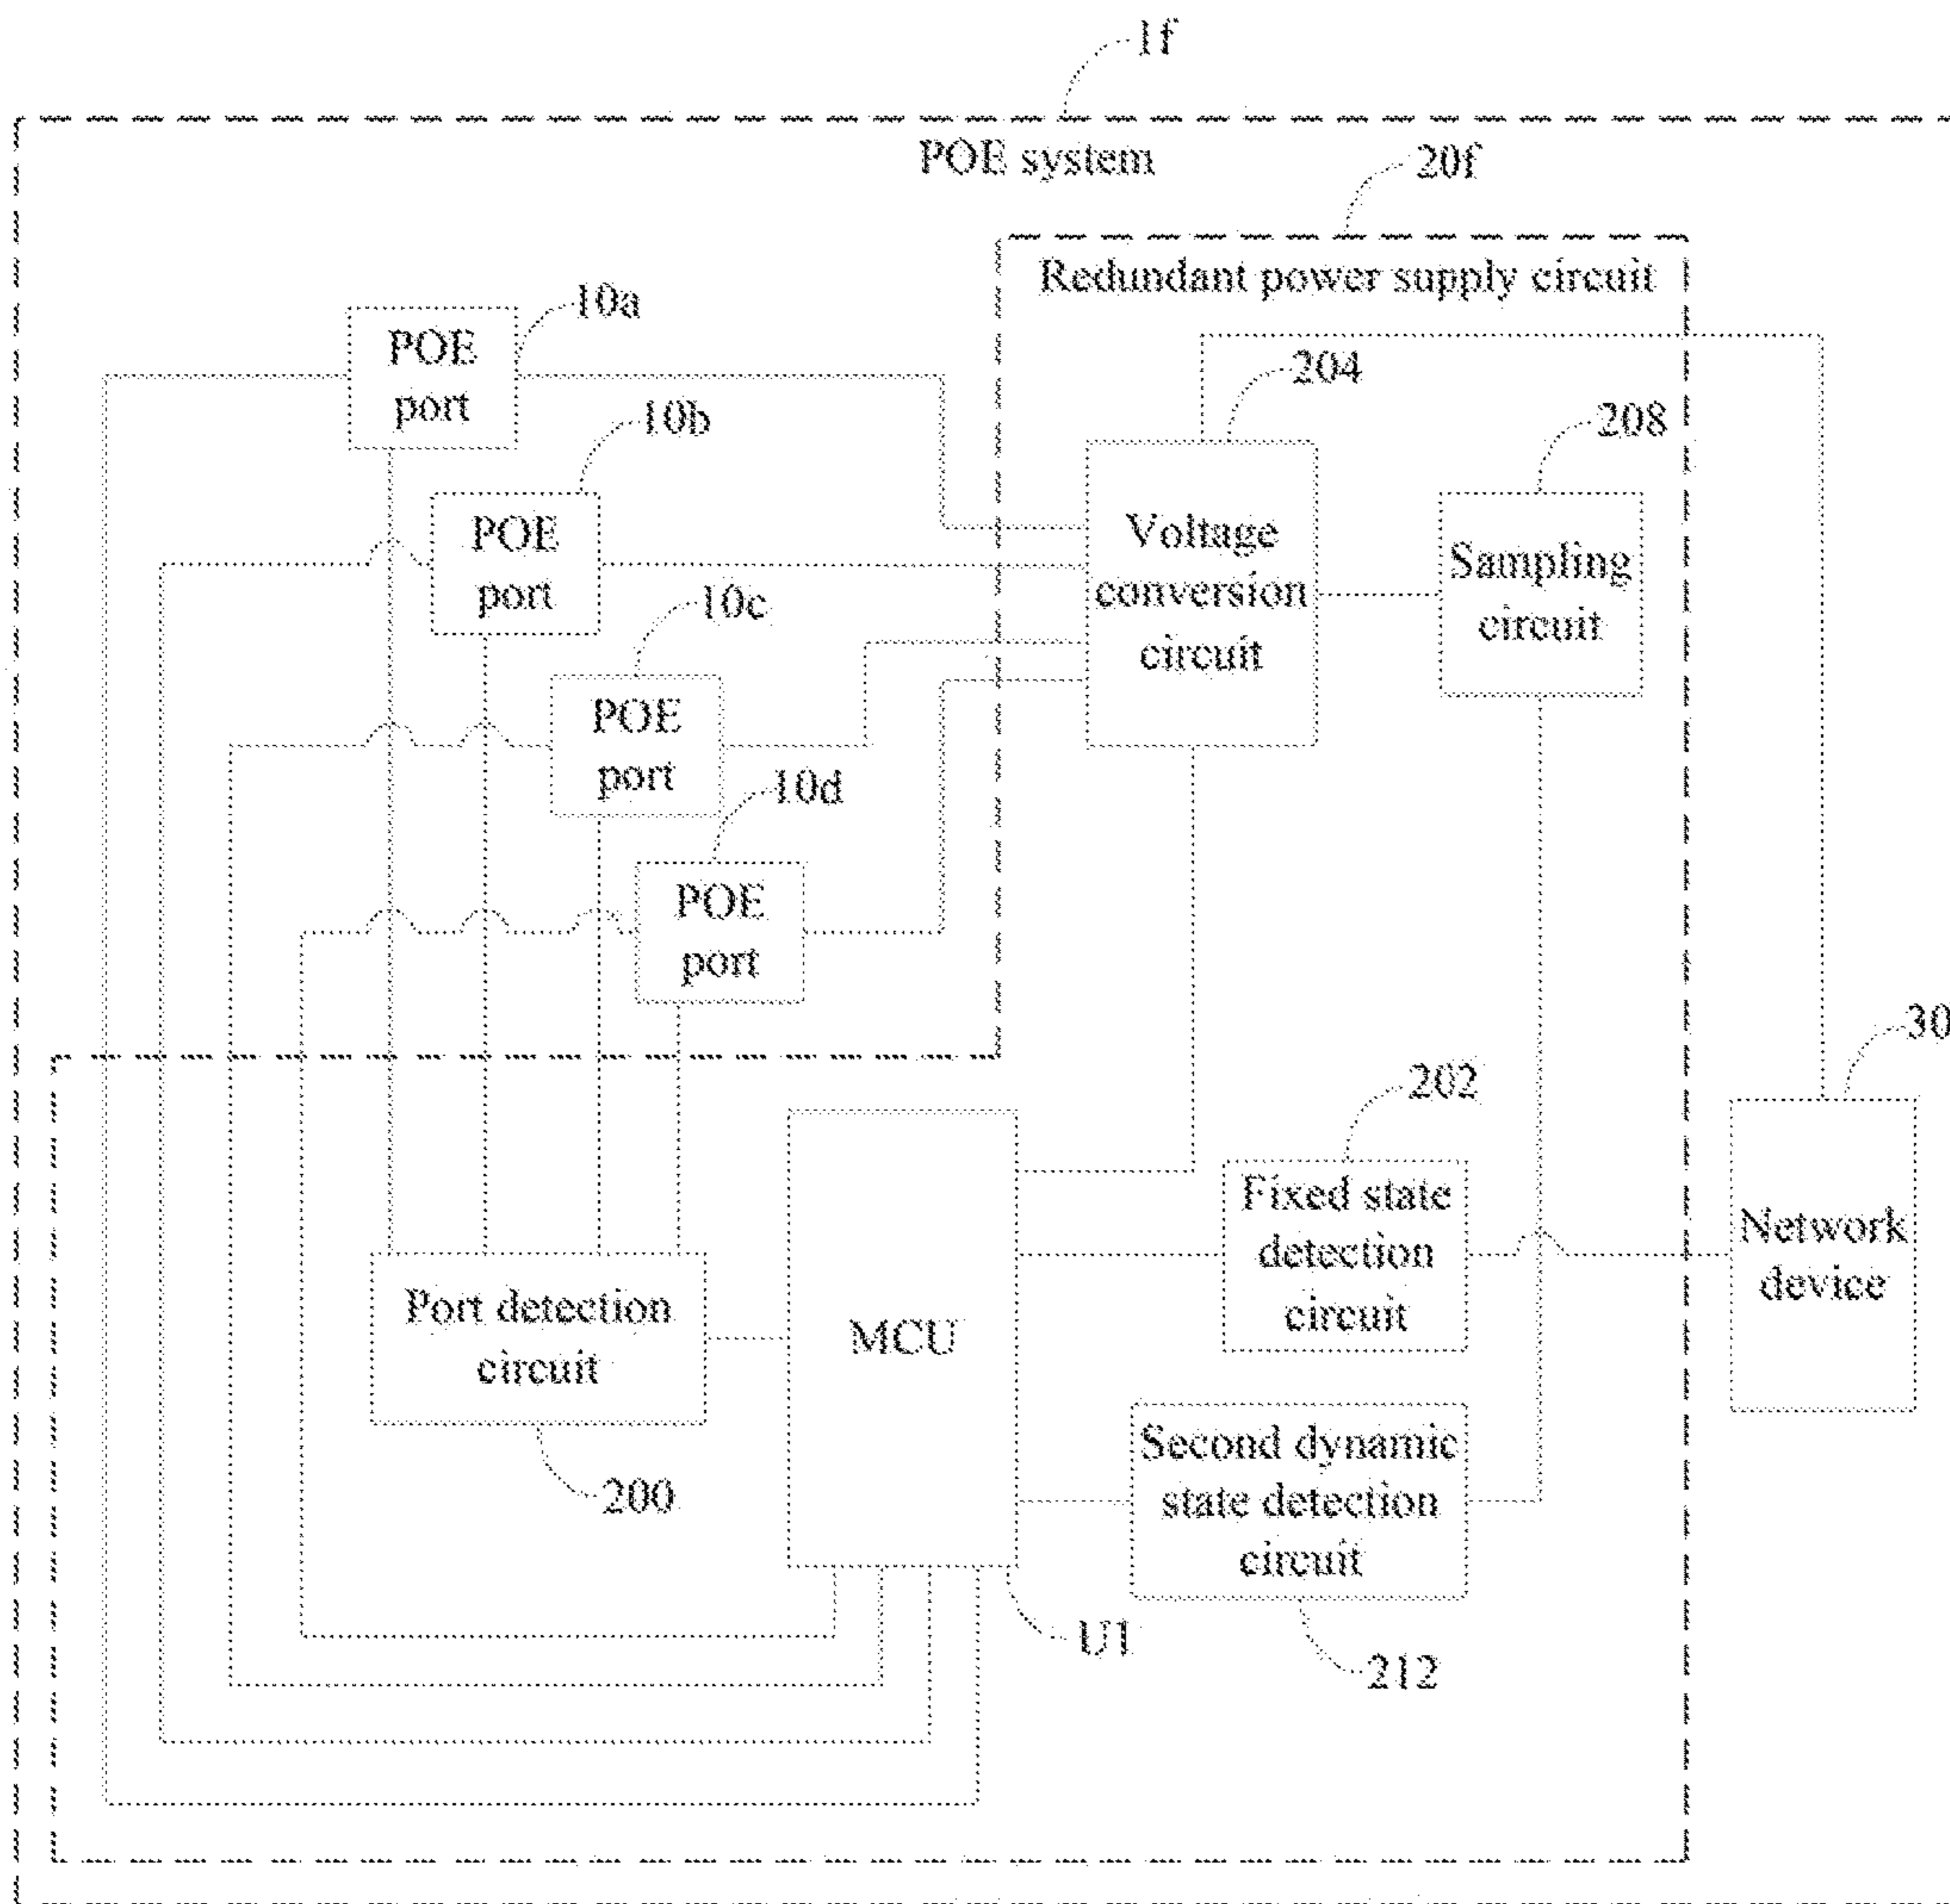 1f
POE system
20f
Redundant power supply circuit
10a
POE
port
204
208
10b
POE
port
Voltage
conversion
circuit
Sampling
circuit
10c
POE
port
10d
POE
port
30
202
Fixed state
detection
circuit
Network
device
Port detection
circuit
MCU
200
Second dynamic
state detection
circuit
U1
212